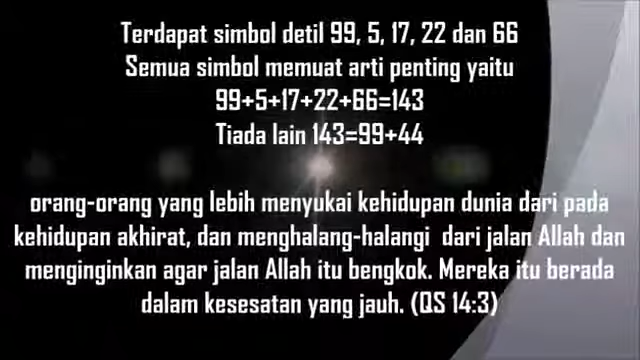 Terdapat simbol detil 99, 5, 17, 22 dan 66
Semua simbol memuat arti penting yaitu
99+5+17+22+66=143
Tiada lain 143=99+44
orang-orang yang lebih menyukai kehidupan dunia dari pada
kehidupan akhirat, dan menghalang-halangi dari jalan Allah dan
menginginkan agar jalan Allah itu bengkok. Mereka itu berada
dalam kesesatan yang jauh. (QS 14:3)